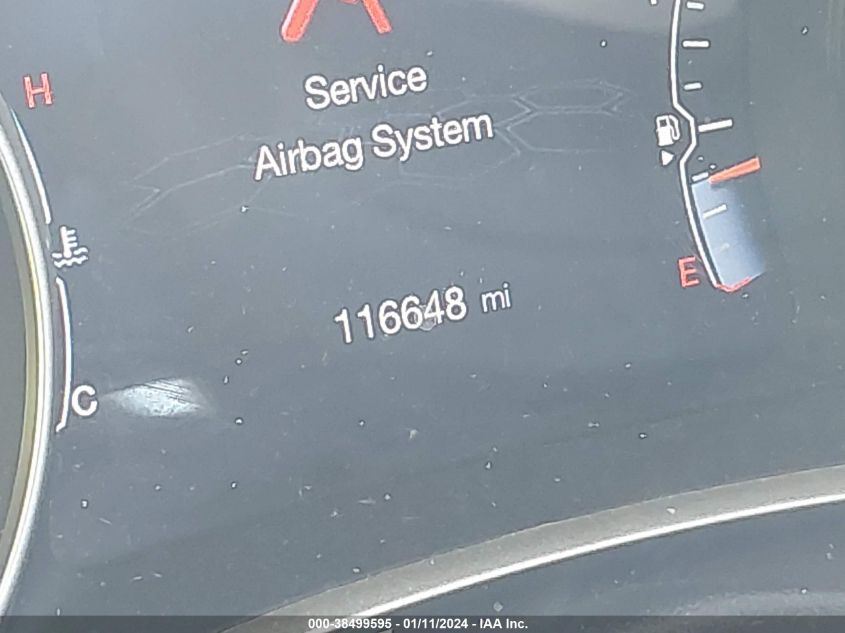 H
Service
Airbag System
E
116648 mi
C
000-38499595 - 01/11/2024 - IAA Inc.